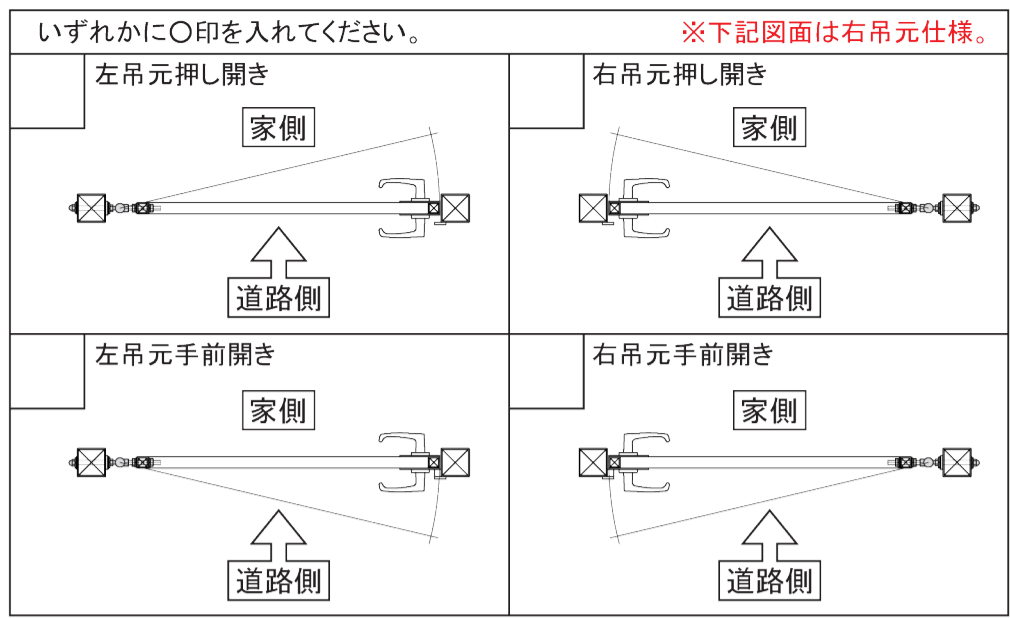 いずれかに〇印を入れてください。
※下記図面は右吊元仕様。
左吊元押し開き
家側
道路側
右吊元押し開き
家側
道路側
左吊元手前開き
家側
道路側
右吊元手前開き
家側
道路側